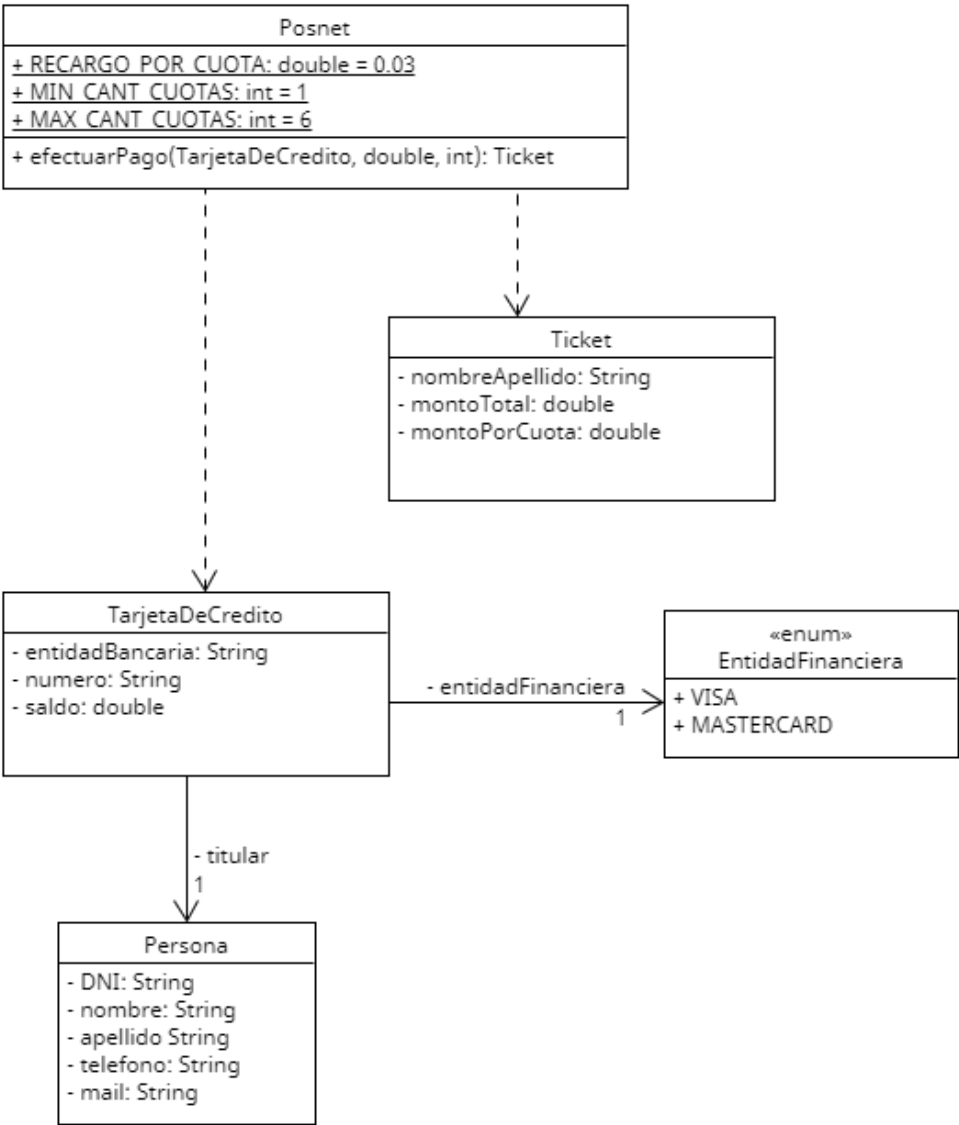 Posnet
+ RECARGO_POR_CUOTA: double = 0.03
+ MIN_CANT_CUOTAS: int = 1
+ MAX_CANT_CUOTAS: int = 6
+ efectuarPago(TarjetaDeCredito, double, int): Ticket
Ticket
- nombreApellido: String
- montoTotal: double
- montoPorCuota: double
TarjetaDeCredito
- entidadBancaria: String
- numero: String
- saldo: double
- entidadFinanciera
1
«enum»
EntidadFinanciera
+ VISA
+ MASTERCARD
- titular
1
Persona
- DNI: String
- nombre: String
- apellido String
- telefono: String
- mail: String